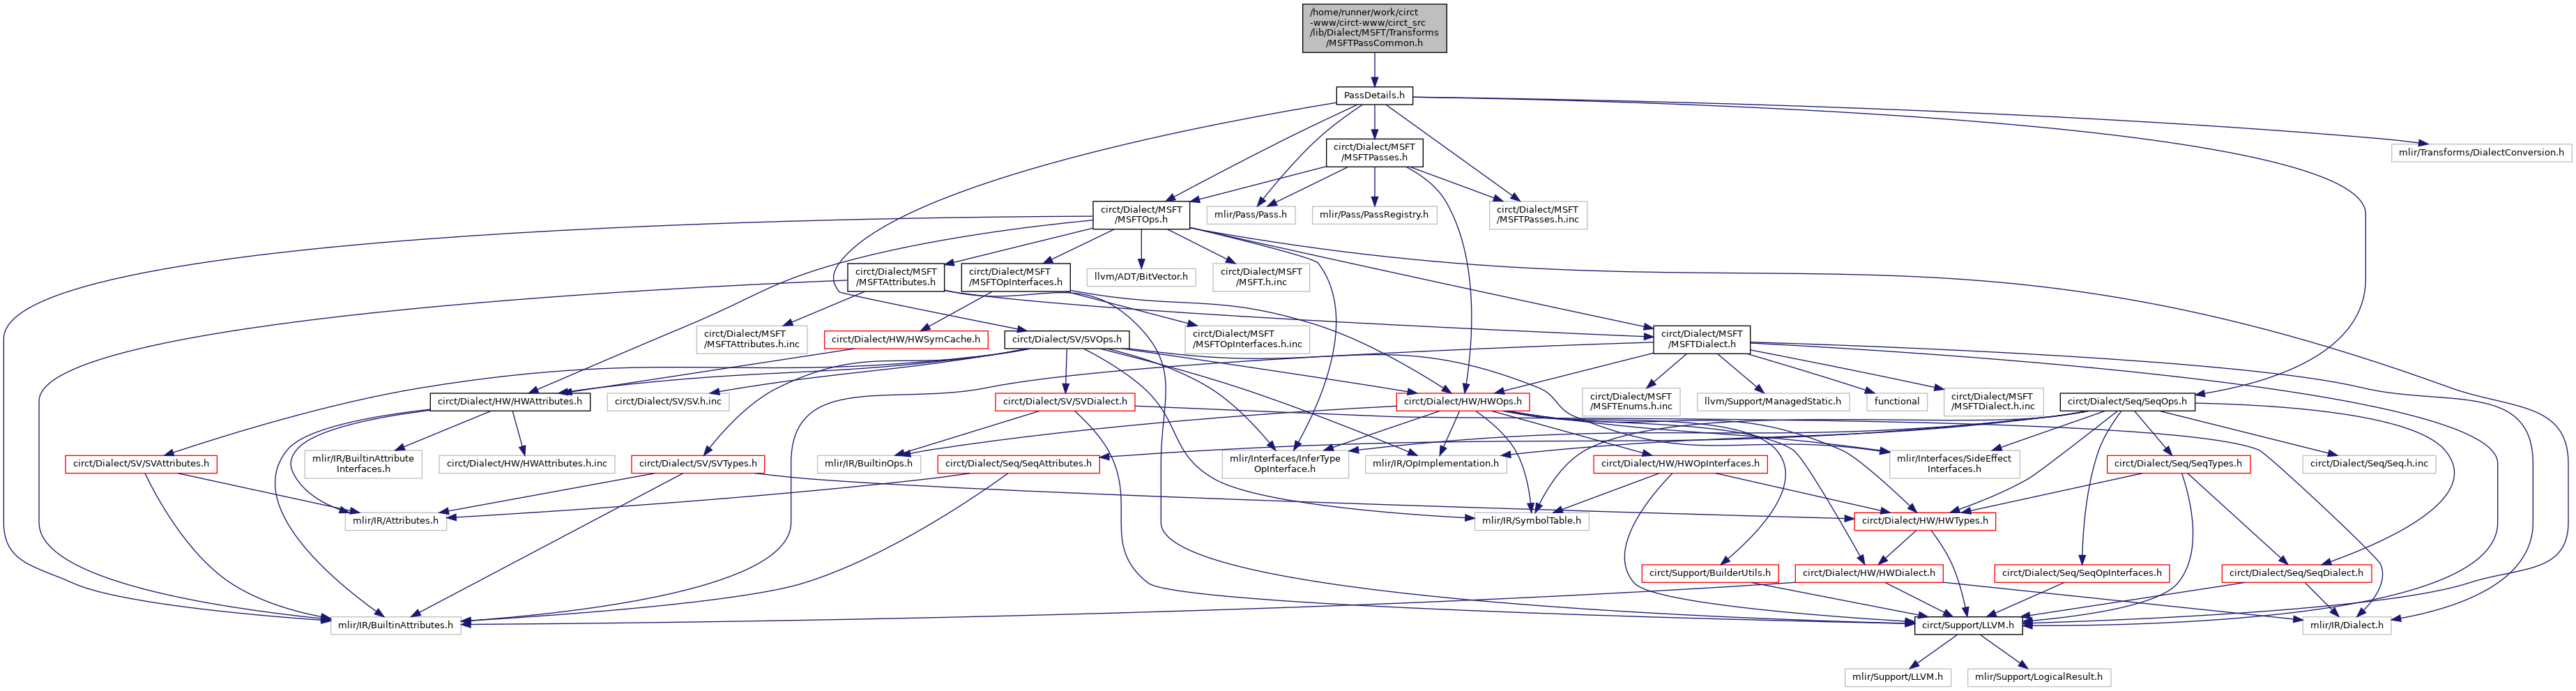 /home/runner/work/circt
-www/circt-www/circt_src
/lib/Dialect/MSFT/Transforms
/MSFTPassCommon.h
PassDetails.h
circt/Dialect/MSFT
/MSFTPasses.h
mlir/Transforms/DialectConversion.h
circt/Dialect/MSFT
/MSFTOps.h
mlir/Pass/Pass.h
mlir/Pass/PassRegistry.h
circt/Dialect/MSFT
/MSFTPasses.h.inc
circt/Dialect/MSFT
/MSFTAttributes.h
circt/Dialect/MSFT
/MSFTOpInterfaces.h
llvm/ADT/BitVector.h
circt/Dialect/MSFT
/MSFT.h.inc
circt/Dialect/MSFT
/MSFTAttributes.h.inc
circt/Dialect/HW/HWSymCache.h
circt/Dialect/SV/SVOps.h
circt/Dialect/MSFT
/MSFTOpInterfaces.h.inc
circt/Dialect/MSFT
/MSFTDialect.h
circt/Dialect/HW/HWAttributes.h
circt/Dialect/SV/SV.h.inc
circt/Dialect/SV/SVDialect.h
circt/Dialect/HW/HWOps.h
circt/Dialect/MSFT
/MSFTEnums.h.inc
llvm/Support/ManagedStatic.h
functional
circt/Dialect/MSFT
/MSFTDialect.h.inc
circt/Dialect/Seq/SeqOps.h
circt/Dialect/SV/SVAttributes.h
mlir/IR/BuiltinAttribute
Interfaces.h
circt/Dialect/HW/HWAttributes.h.inc
circt/Dialect/SV/SVTypes.h
mlir/IR/BuiltinOps.h
circt/Dialect/Seq/SeqAttributes.h
mlir/Interfaces/InferType
OpInterface.h
mlir/IR/OpImplementation.h
circt/Dialect/HW/HWOpInterfaces.h
mlir/Interfaces/SideEffect
Interfaces.h
circt/Dialect/Seq/SeqTypes.h
circt/Dialect/Seq/Seq.h.inc
mlir/IR/Attributes.h
mlir/IR/SymbolTable.h
circt/Dialect/HW/HWTypes.h
circt/Support/BuilderUtils.h
circt/Dialect/HW/HWDialect.h
circt/Dialect/Seq/SeqOpInterfaces.h
circt/Dialect/Seq/SeqDialect.h
mlir/IR/BuiltinAttributes.h
circt/Support/LLVM.h
mlir/IR/Dialect.h
mlir/Support/LLVM.h
mlir/Support/LogicalResult.h